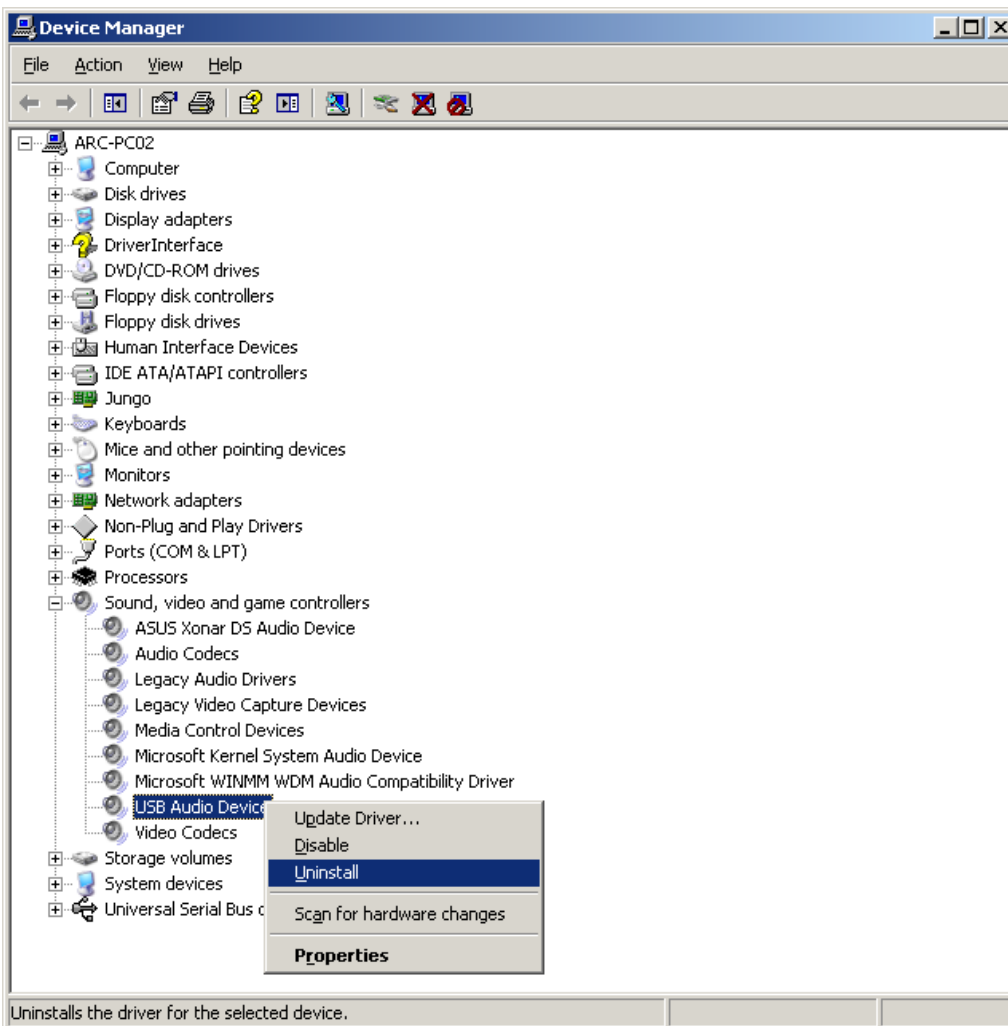 Device Manager
File Action View Help
ARC-PC02
Computer
Disk drives
Display adapters
DriverInterface
DVD/CD-ROM drives
Floppy disk controllers
Floppy disk drives
Human Interface Devices
IDE ATA/ATAPI controllers
Jungo
Keyboards
Mice and other pointing devices
Monitors
Network adapters
Non-Plug and Play Drivers
Ports (COM & LPT)
Processors
Sound, video and game controllers
ASUS Xonar DS Audio Device
Audio Codecs
Legacy Audio Drivers
Legacy Video Capture Devices
Media Control Devices
Microsoft Kernel System Audio Device
Microsoft WINMM WDM Audio Compatibility Driver
USB Audio Device
Video Codecs
Storage volumes
System devices
Universal Serial Bus c
Update Driver...
Disable
Uninstall
Scan for hardware changes
Properties
Uninstalls the driver for the selected device.